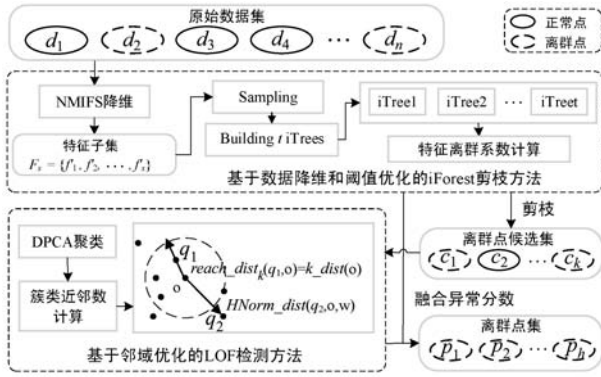 原始数据集
d1 d2 d3 d4 ··· dn
正常点
离群点
NMIFS降维
特征子集
Fs = {f'1, f'2, ···, f's}
Sampling
Building t iTrees
iTree1 iTree2 ··· iTreet
特征离群系数计算
基于数据降维和阈值优化的iForest剪枝方法
剪枝
DPCA聚类
簇类近邻数
计算
q1
reach_distk(q1,o)=k_dist(o)
o
HNorm_dist(q2,o,w)
q2
基于邻域优化的LOF检测方法
离群点候选集
c1 c2 ··· ck
融合异常分数
离群点集
p1 p2 ··· ph